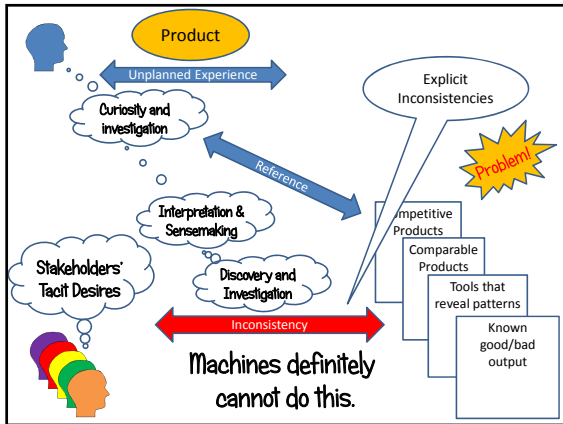 Product
Unplanned Experience
Explicit
Inconsistencies
Curiosity and
investigation
Problem!
Reference
Interpretation &
Sensemaking
ompetitive
Products
Comparable
Products
Stakeholders'
Tacit Desires
Discovery and
Investigation
Tools that
reveal patterns
Inconsistency
Known
good/bad
output
Machines definitely
cannot do this.